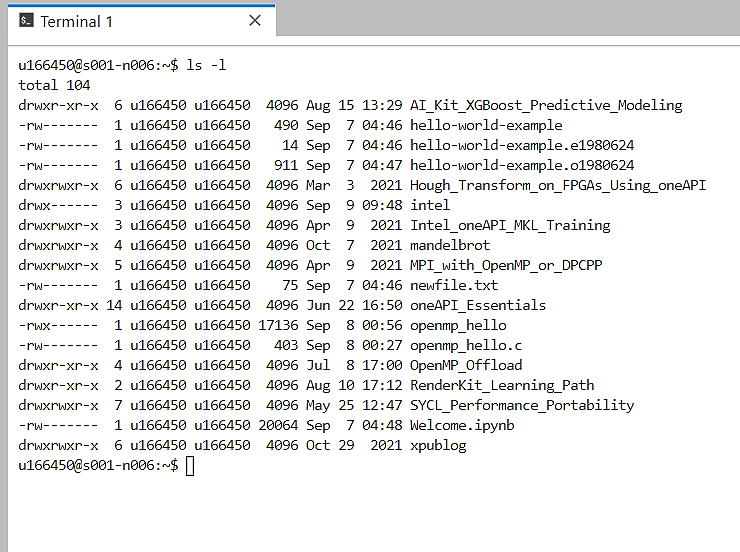 $_ Terminal 1 ×
u166450@s001-n006:~$ ls -l
total 104
drwxr-xr-x  6 u166450 u166450  4096 Aug 15 13:29 AI_Kit_XGBoost_Predictive_Modeling
-rw-------  1 u166450 u166450   490 Sep  7 04:46 hello-world-example
-rw-------  1 u166450 u166450    14 Sep  7 04:46 hello-world-example.e1980624
-rw-------  1 u166450 u166450   911 Sep  7 04:47 hello-world-example.o1980624
drwxrwxr-x  6 u166450 u166450  4096 Mar  3  2021 Hough_Transform_on_FPGAs_Using_oneAPI
drwx------  3 u166450 u166450  4096 Sep  9 09:48 intel
drwxrwxr-x  3 u166450 u166450  4096 Apr  9  2021 Intel_oneAPI_MKL_Training
drwxrwxr-x  4 u166450 u166450  4096 Oct  7  2021 mandelbrot
drwxrwxr-x  5 u166450 u166450  4096 Apr  9  2021 MPI_with_OpenMP_or_DPCPP
-rw-------  1 u166450 u166450    75 Sep  7 04:46 newfile.txt
drwxr-xr-x 14 u166450 u166450  4096 Jun 22 16:50 oneAPI_Essentials
-rwx------  1 u166450 u166450 17136 Sep  8 00:56 openmp_hello
-rw-------  1 u166450 u166450   403 Sep  8 00:27 openmp_hello.c
drwxr-xr-x  4 u166450 u166450  4096 Jul  8 17:00 OpenMP_Offload
drwxr-xr-x  2 u166450 u166450  4096 Aug 10 17:12 RenderKit_Learning_Path
drwxrwxr-x  7 u166450 u166450  4096 May 25 12:47 SYCL_Performance_Portability
-rw-------  1 u166450 u166450 20064 Sep  7 04:48 Welcome.ipynb
drwxrwxr-x  6 u166450 u166450  4096 Oct 29  2021 xpublog
u166450@s001-n006:~$